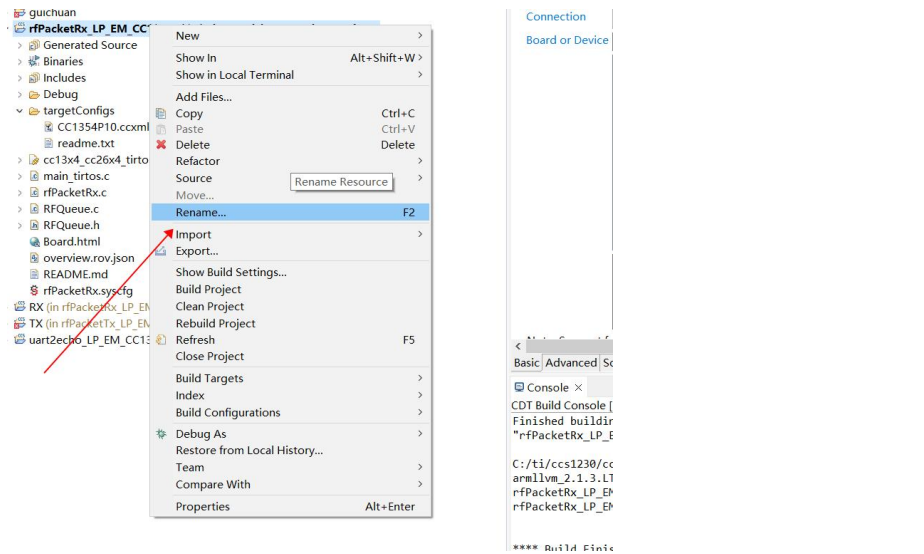 guichuan
rfPacketRx_LP_EM_CC
Generated Source
Binaries
Includes
Debug
targetConfigs
CC1354P10.ccxml
readme.txt
cc13x4_cc26x4_tirto
main_tirtos.c
rfPacketRx.c
RFQueue.c
RFQueue.h
Board.html
overview.rov.json
README.md
rfPacketRx.syscfg
RX (in rfPacketRx_LP_EM
TX (in rfPacketTx_LP_EM
uart2echo_LP_EM_CC13
New
Show In Alt+Shift+W
Show in Local Terminal
Add Files...
Copy Ctrl+C
Paste Ctrl+V
Delete Delete
Refactor
Source
Rename Resource
Move...
Rename... F2
Import
Export...
Show Build Settings...
Build Project
Clean Project
Rebuild Project
Refresh F5
Close Project
Build Targets
Index
Build Configurations
Debug As
Restore from Local History...
Team
Compare With
Properties Alt+Enter
Connection
Board or Device
Basic Advanced So
Console
CDT Build Console [
Finished buildin
"rfPacketRx_LP_E
C:/ti/ccs1230/cc
armllvm_2.1.3.LT
rfPacketRx_LP_EM
rfPacketRx_LP_EM
**** Build Finis